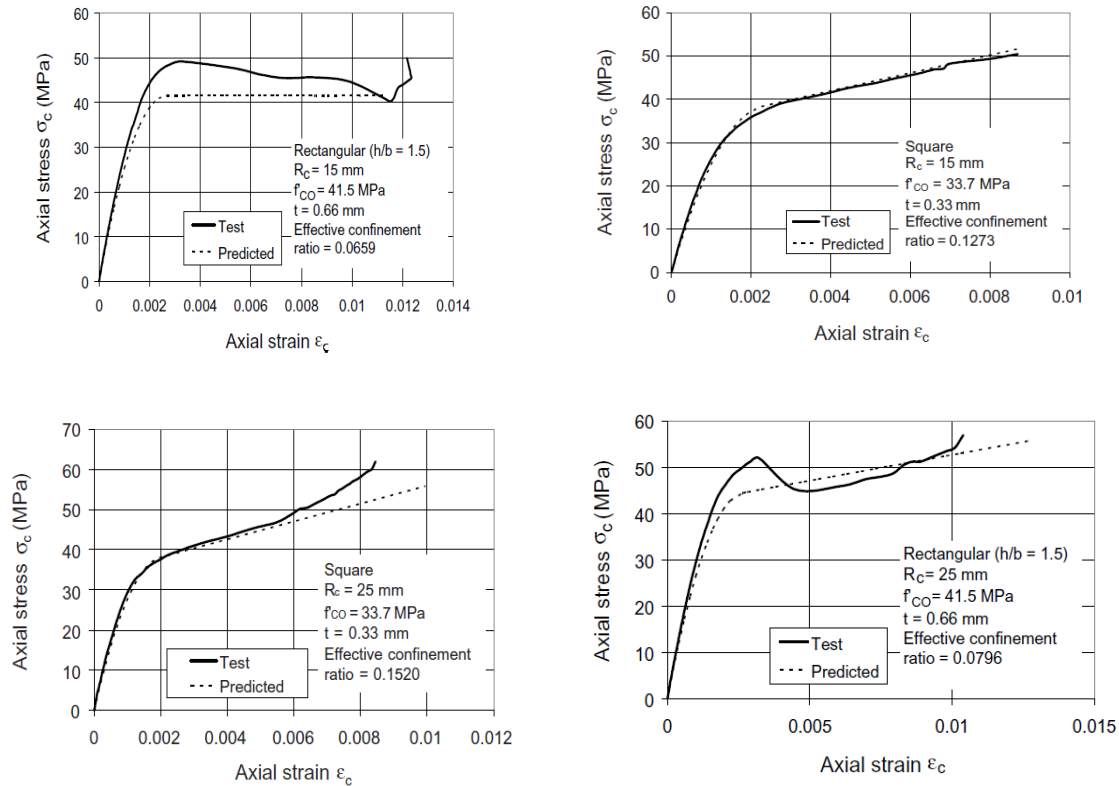 Axial stress σc (MPa)
60
50
40
30
20
10
0
Rectangular (h/b = 1.5)
Rc = 15 mm
f'CO = 41.5 MPa
t = 0.66 mm
Effective confinement
ratio = 0.0659
Test
Predicted
0 0.002 0.004 0.006 0.008 0.01 0.012 0.014
Axial strain εc
Axial stress σc (MPa)
60
50
40
30
20
10
0
Square
Rc = 15 mm
f'CO = 33.7 MPa
t = 0.33 mm
Effective confinement
ratio = 0.1273
Test
Predicted
0 0.002 0.004 0.006 0.008 0.01
Axial strain εc
Axial stress σc (MPa)
70
60
50
40
30
20
10
0
Square
Rc = 25 mm
f'CO = 33.7 MPa
t = 0.33 mm
Effective confinement
ratio = 0.1520
Test
Predicted
0 0.002 0.004 0.006 0.008 0.01 0.012
Axial strain εc
Axial stress σc (MPa)
60
50
40
30
20
10
0
Rectangular (h/b = 1.5)
Rc = 25 mm
f'CO = 41.5 MPa
t = 0.66 mm
Effective confinement
ratio = 0.0796
Test
Predicted
0 0.005 0.01 0.015
Axial strain εc